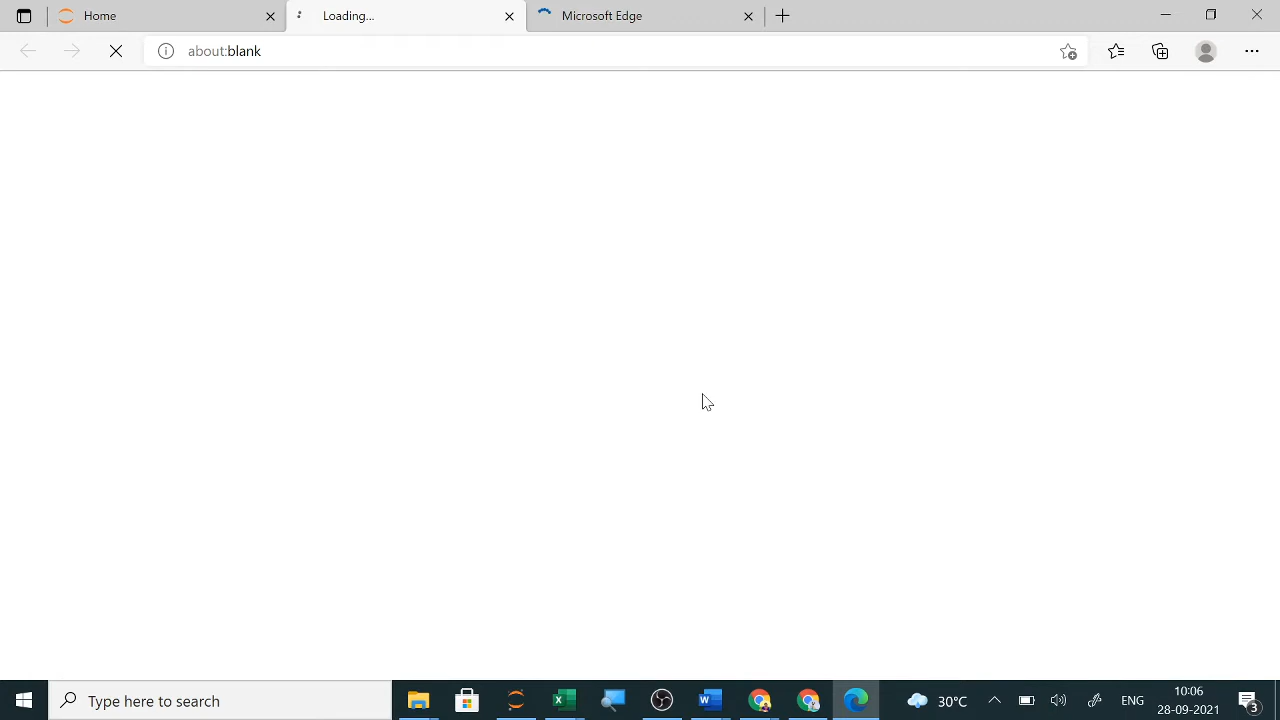 Home
Loading...
Microsoft Edge
about:blank
Type here to search
30°C
ENG
10:06
28-09-2021
3